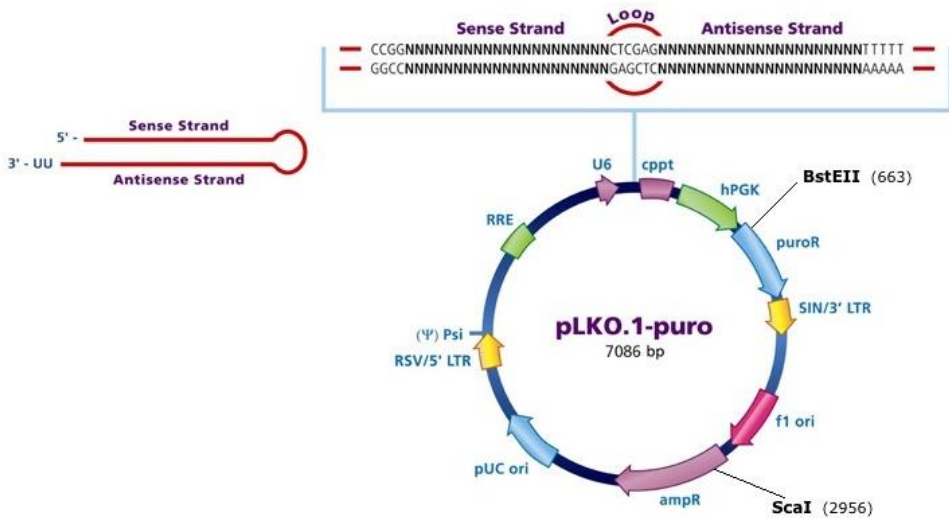 Loop
Sense Strand
Antisense Strand
CCGGNNNNNNNNNNNNNNNNNNNNNCTCGAGNNNNNNNNNNNNNNNNNNNNNTTTTT
GGCCNNNNNNNNNNNNNNNNNNNNNGAGCTCNNNNNNNNNNNNNNNNNNNNNAAAAA
Sense Strand
5' -
3' - UU
Antisense Strand
U6
cppt
hPGK
BstEII (663)
RRE
puroR
SIN/3' LTR
pLKO.1-puro
7086 bp
(Ψ) Psi
RSV/5' LTR
f1 ori
pUC ori
ampR
ScaI (2956)